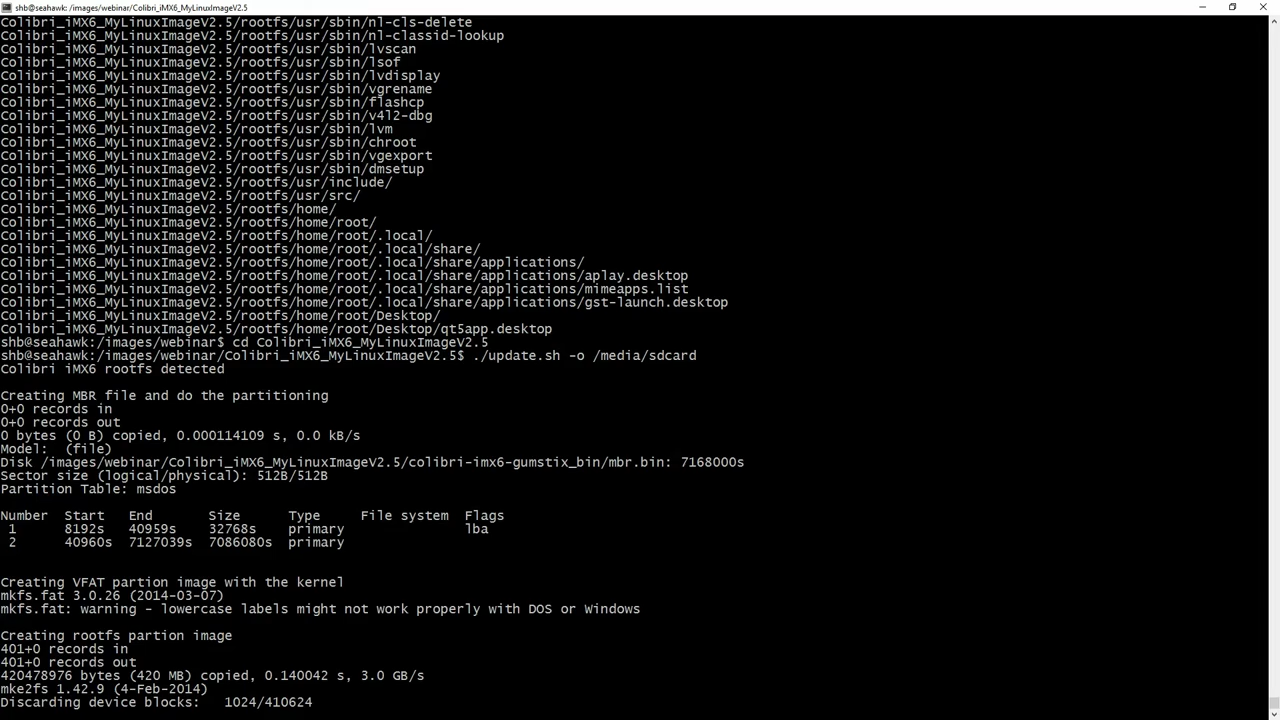 shb@seahawk: /images/webinar/Colibri_iMX6_MyLinuxImageV2.5
Colibri_iMX6_MyLinuxImageV2.5/rootfs/usr/sbin/nl-cls-delete
Colibri_iMX6_MyLinuxImageV2.5/rootfs/usr/sbin/nl-classid-lookup
Colibri_iMX6_MyLinuxImageV2.5/rootfs/usr/sbin/lvscan
Colibri_iMX6_MyLinuxImageV2.5/rootfs/usr/sbin/lsof
Colibri_iMX6_MyLinuxImageV2.5/rootfs/usr/sbin/lvdisplay
Colibri_iMX6_MyLinuxImageV2.5/rootfs/usr/sbin/vgrename
Colibri_iMX6_MyLinuxImageV2.5/rootfs/usr/sbin/flashcp
Colibri_iMX6_MyLinuxImageV2.5/rootfs/usr/sbin/v4l2-dbg
Colibri_iMX6_MyLinuxImageV2.5/rootfs/usr/sbin/lvm
Colibri_iMX6_MyLinuxImageV2.5/rootfs/usr/sbin/chroot
Colibri_iMX6_MyLinuxImageV2.5/rootfs/usr/sbin/vgexport
Colibri_iMX6_MyLinuxImageV2.5/rootfs/usr/sbin/dmsetup
Colibri_iMX6_MyLinuxImageV2.5/rootfs/usr/include/
Colibri_iMX6_MyLinuxImageV2.5/rootfs/usr/src/
Colibri_iMX6_MyLinuxImageV2.5/rootfs/home/
Colibri_iMX6_MyLinuxImageV2.5/rootfs/home/root/
Colibri_iMX6_MyLinuxImageV2.5/rootfs/home/root/.local/
Colibri_iMX6_MyLinuxImageV2.5/rootfs/home/root/.local/share/
Colibri_iMX6_MyLinuxImageV2.5/rootfs/home/root/.local/share/applications/
Colibri_iMX6_MyLinuxImageV2.5/rootfs/home/root/.local/share/applications/aplay.desktop
Colibri_iMX6_MyLinuxImageV2.5/rootfs/home/root/.local/share/applications/mimeapps.list
Colibri_iMX6_MyLinuxImageV2.5/rootfs/home/root/.local/share/applications/gst-launch.desktop
Colibri_iMX6_MyLinuxImageV2.5/rootfs/home/root/Desktop/
Colibri_iMX6_MyLinuxImageV2.5/rootfs/home/root/Desktop/qt5app.desktop
shb@seahawk:/images/webinar$ cd Colibri_iMX6_MyLinuxImageV2.5
shb@seahawk:/images/webinar/Colibri_iMX6_MyLinuxImageV2.5$ ./update.sh -o /media/sdcard
Colibri iMX6 rootfs detected
Creating MBR file and do the partitioning
0+0 records in
0+0 records out
0 bytes (0 B) copied, 0.000114109 s, 0.0 kB/s
Model:  (file)
Disk /images/webinar/Colibri_iMX6_MyLinuxImageV2.5/colibri-imx6-gumstix_bin/mbr.bin: 7168000s
Sector size (logical/physical): 512B/512B
Partition Table: msdos
Number  Start   End       Size      Type     File system  Flags
1      8192s   40959s    32768s    primary               lba
2      40960s  7127039s  7086080s  primary
Creating VFAT partion image with the kernel
mkfs.fat 3.0.26 (2014-03-07)
mkfs.fat: warning - lowercase labels might not work properly with DOS or Windows
Creating rootfs partion image
401+0 records in
401+0 records out
420478976 bytes (420 MB) copied, 0.140042 s, 3.0 GB/s
mke2fs 1.42.9 (4-Feb-2014)
Discarding device blocks:   1024/410624